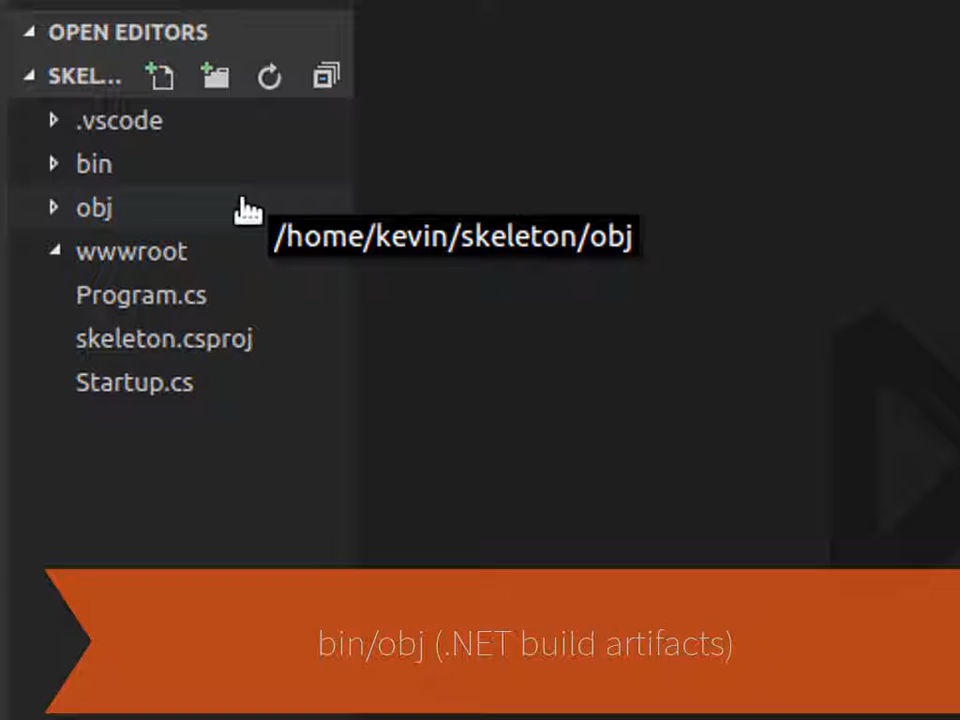 OPEN EDITORS
SKEL...
.vscode
bin
obj
/home/kevin/skeleton/obj
wwwroot
Program.cs
skeleton.csproj
Startup.cs
bin/obj (.NET build artifacts)